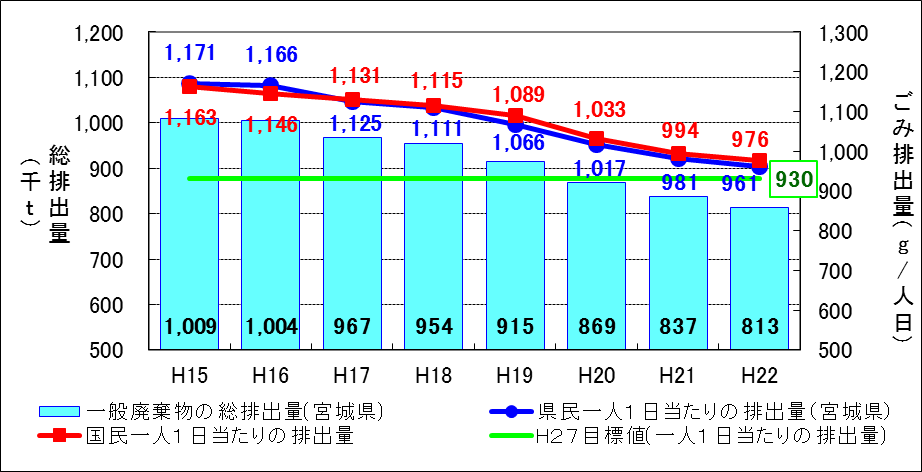 1,200
1,100
1,000
900
800
700
600
500
総排出量
(千t)
1,300
1,200
1,100
1,000
900
800
700
600
500
ごみ排出量(g/人日)
1,171 1,166 1,131 1,115 1,089 1,033 994 976
1,163 1,146 1,125 1,111 1,066 1,017 981 961
930
1,009 1,004 967 954 915 869 837 813
H15 H16 H17 H18 H19 H20 H21 H22
一般廃棄物の総排出量(宮城県) 県民一人1日当たりの排出量(宮城県)
国民一人1日当たりの排出量 H27目標値(一人1日当たりの排出量)